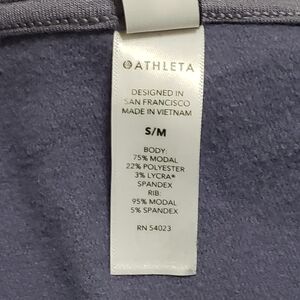 ATHLETA
DESIGNED IN
SAN FRANCISCO
MADE IN VIETNAM
S/M
BODY:
75% MODAL
22% POLYESTER
3% LYCRA®
SPANDEX
RIB:
95% MODAL
5% SPANDEX
RN 54023